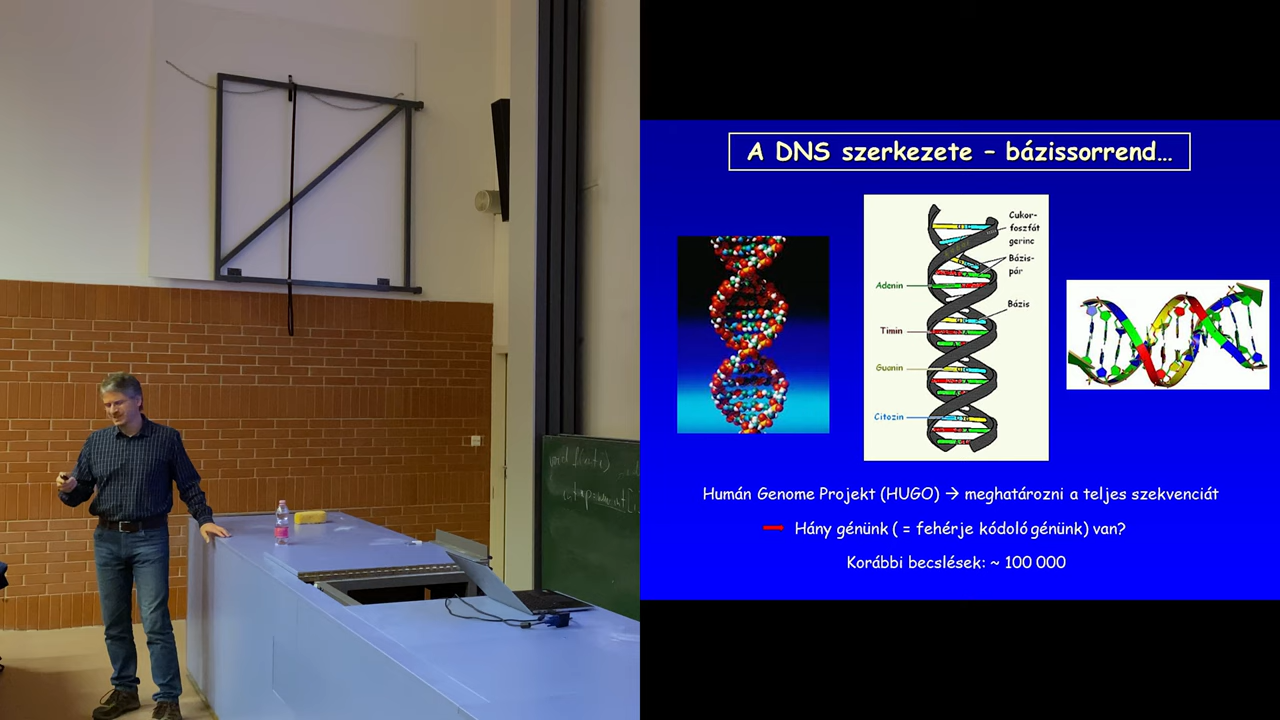 A DNS szerkezete – bázissorrend...
Cukor-
foszfát
gerinc
Bázis-
pár
Adenin
Bázis
Timin
Guanin
Citozin
Humán Genome Projekt (HUGO) → meghatározni a teljes szekvenciát
Hány génünk ( = fehérje kódoló génünk) van?
Korábbi becslések: ~ 100 000
void